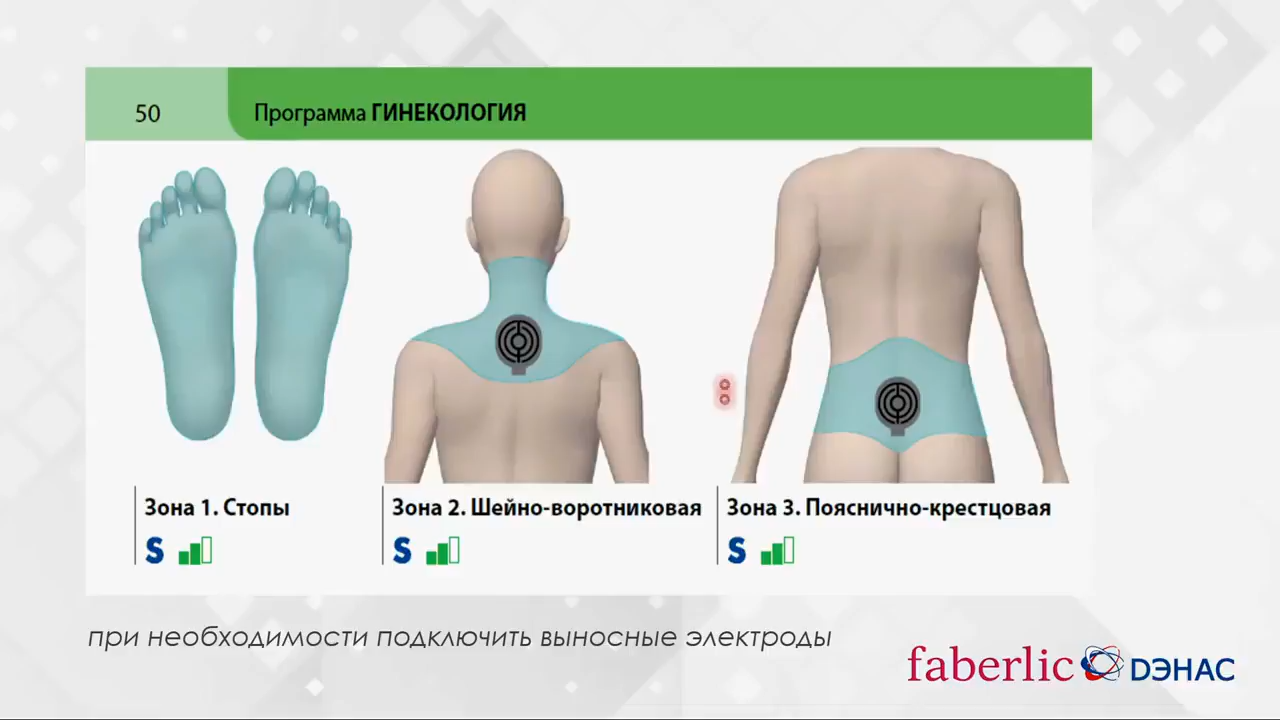 50
Программа ГИНЕКОЛОГИЯ
Зона 1. Стопы
Зона 2. Шейно-воротниковая
Зона 3. Пояснично-крестцовая
S
S
S
при необходимости подключить выносные электроды
faberlic ДЭНАС